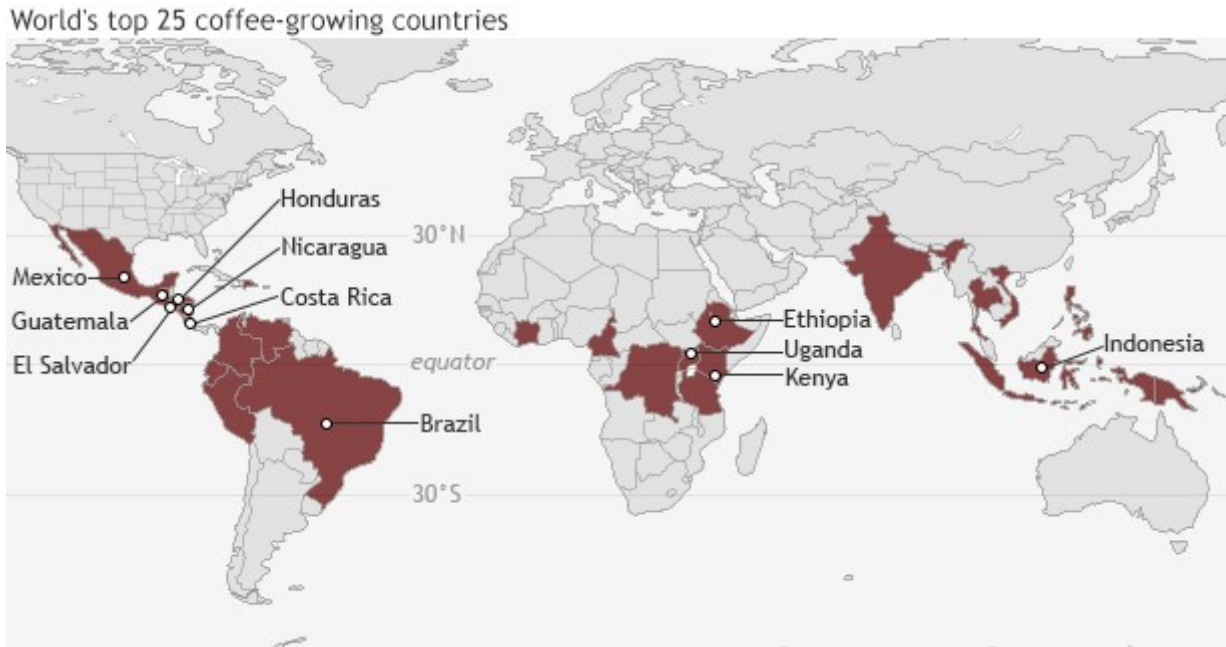 World's top 25 coffee-growing countries
Honduras
30°N
Nicaragua
Mexico
Costa Rica
Guatemala
Ethiopia
El Salvador
equator
Uganda
Indonesia
Kenya
Brazil
30°S